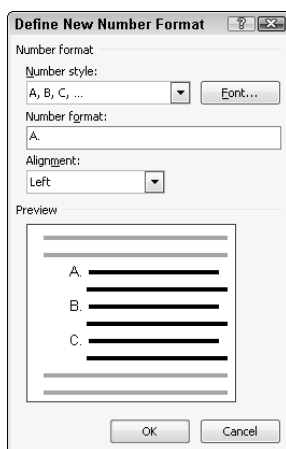 Define New Number Format ?
Number format
Number style:
A, B, C, ... Font...
Number format:
A.
Alignment:
Left
Preview
A.
B.
C.
OK Cancel